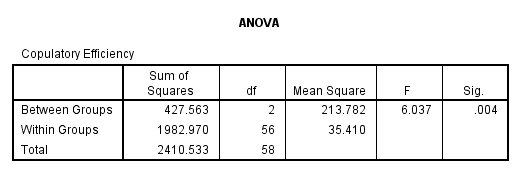 ANOVA
Copulatory Efficiency
Sum of Squares df Mean Square F Sig.
Between Groups 427.563 2 213.782 6.037 .004
Within Groups 1982.970 56 35.410
Total 2410.533 58